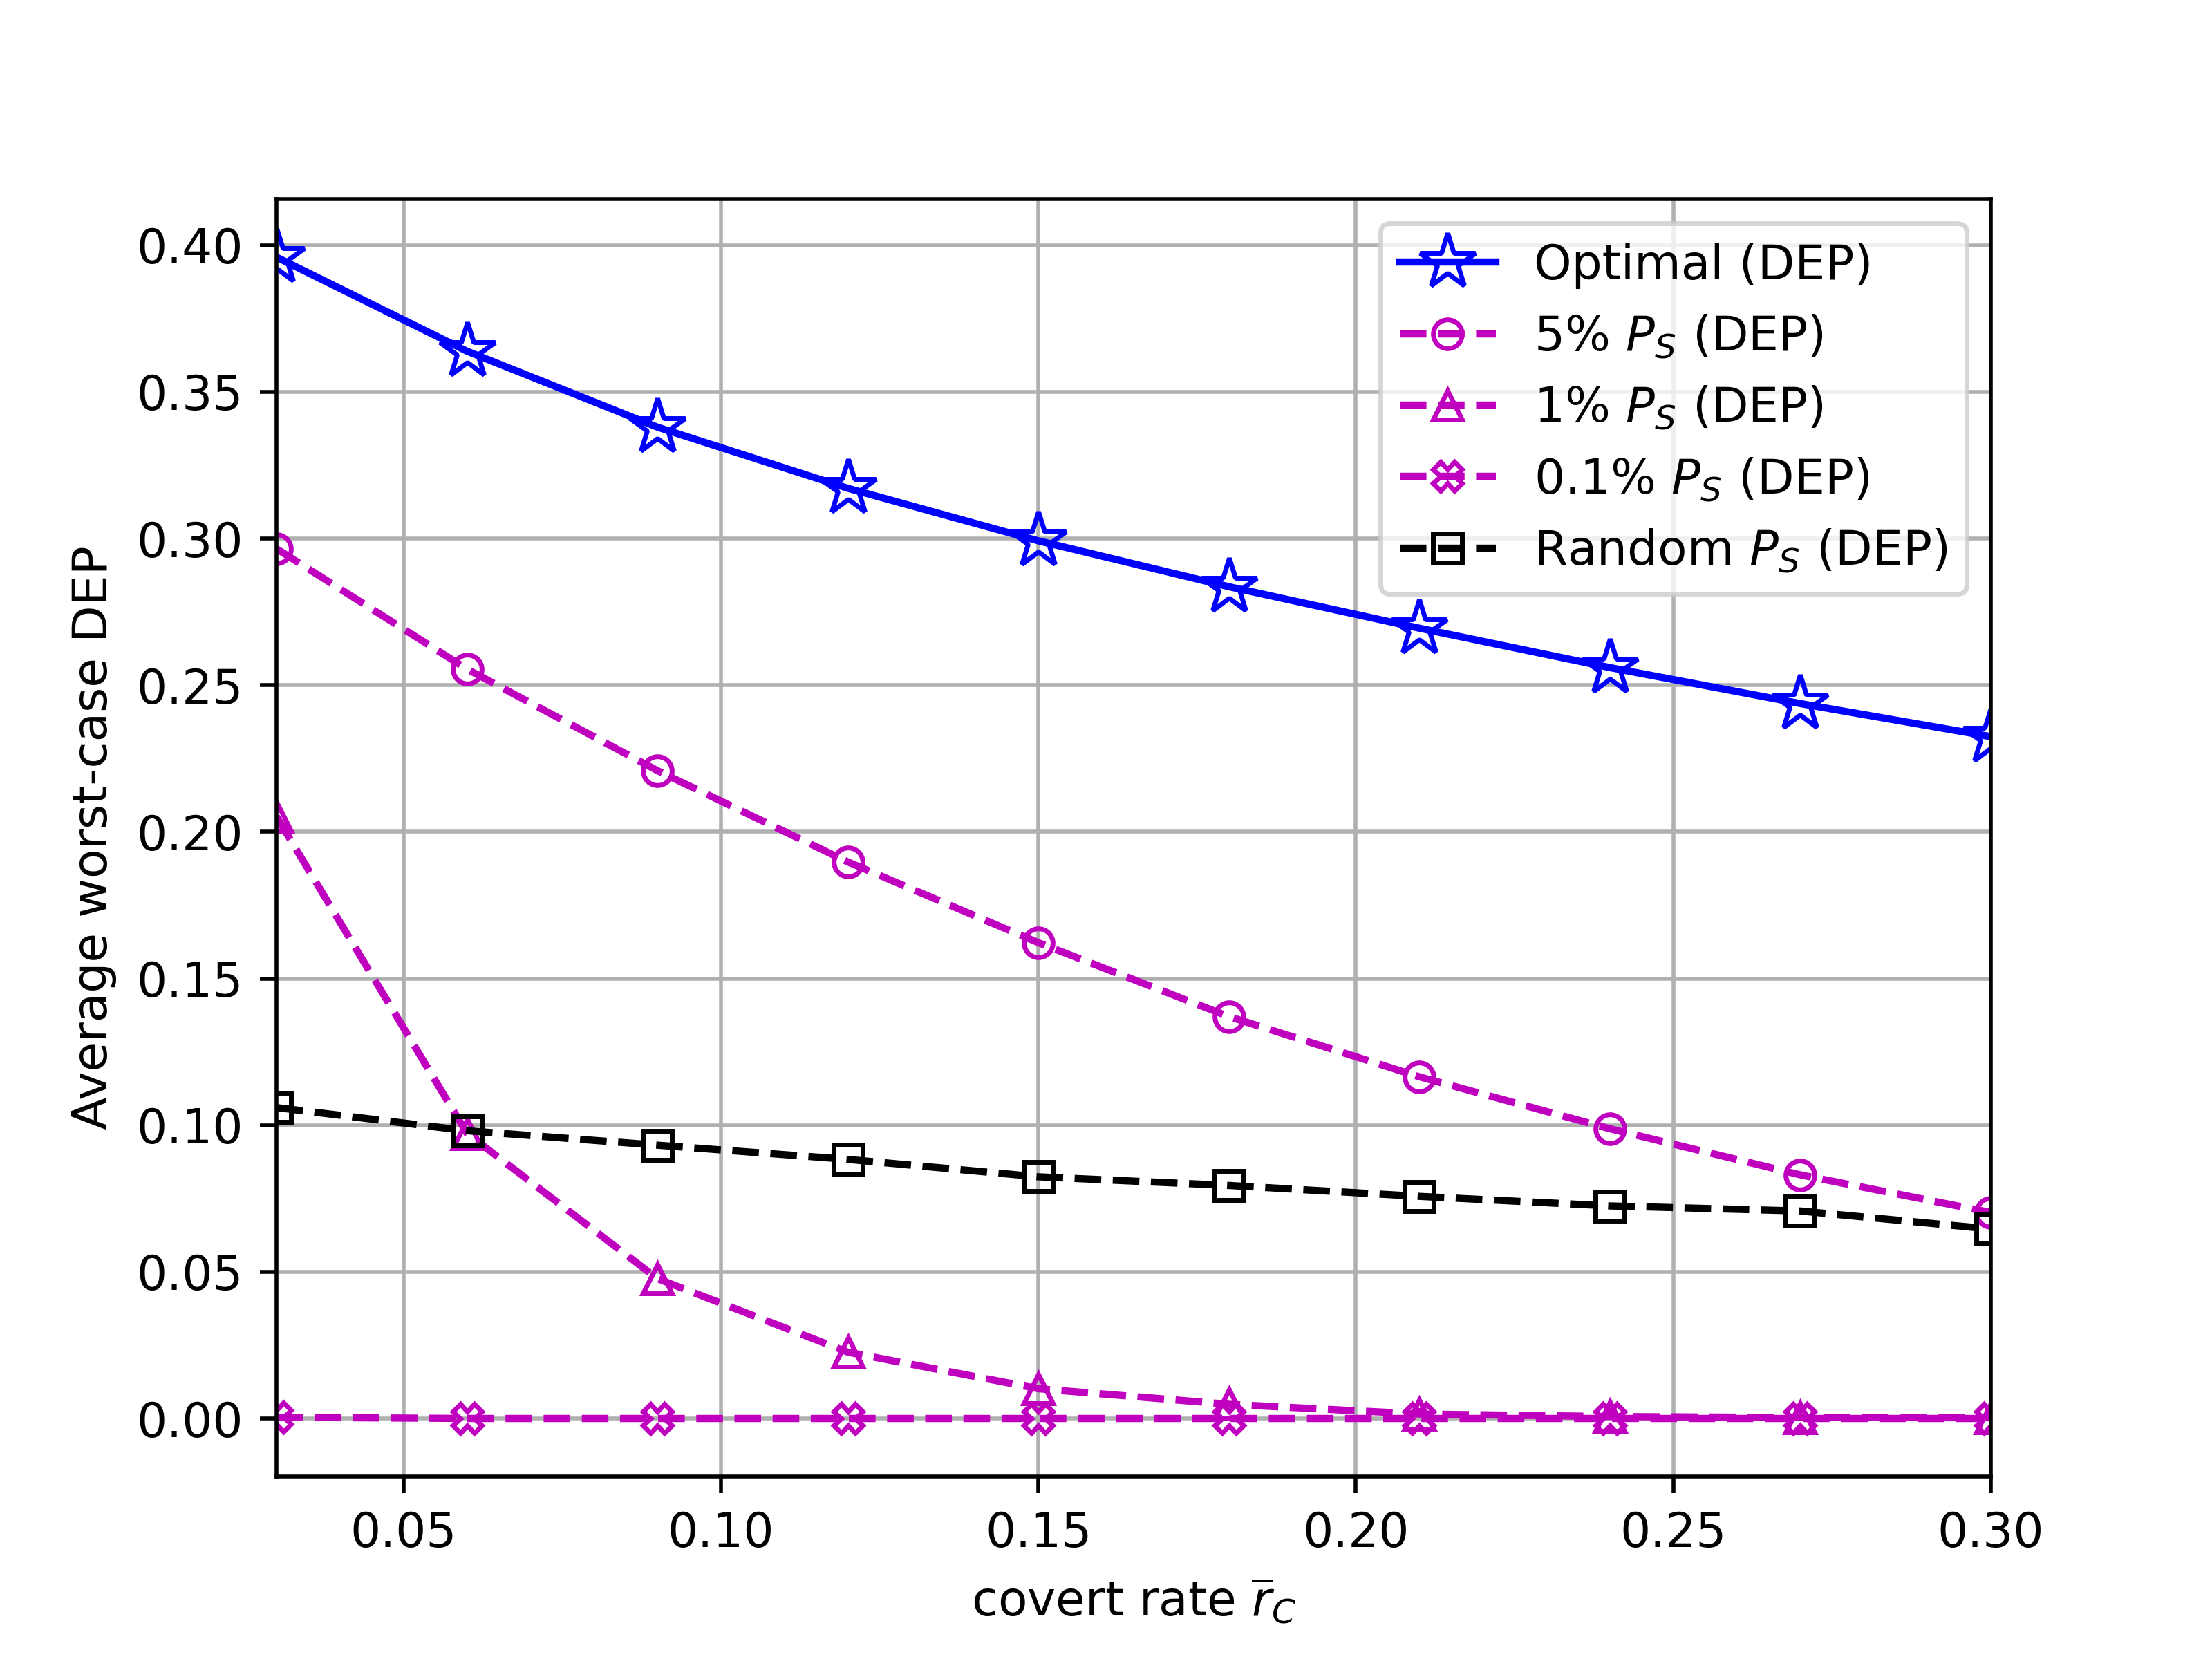 Average worst-case DEP
0.40
0.35
0.30
0.25
0.20
0.15
0.10
0.05
0.00
Optimal (DEP)
5% P_S (DEP)
1% P_S (DEP)
0.1% P_S (DEP)
Random P_S (DEP)
0.05 0.10 0.15 0.20 0.25 0.30
covert rate r̅_C